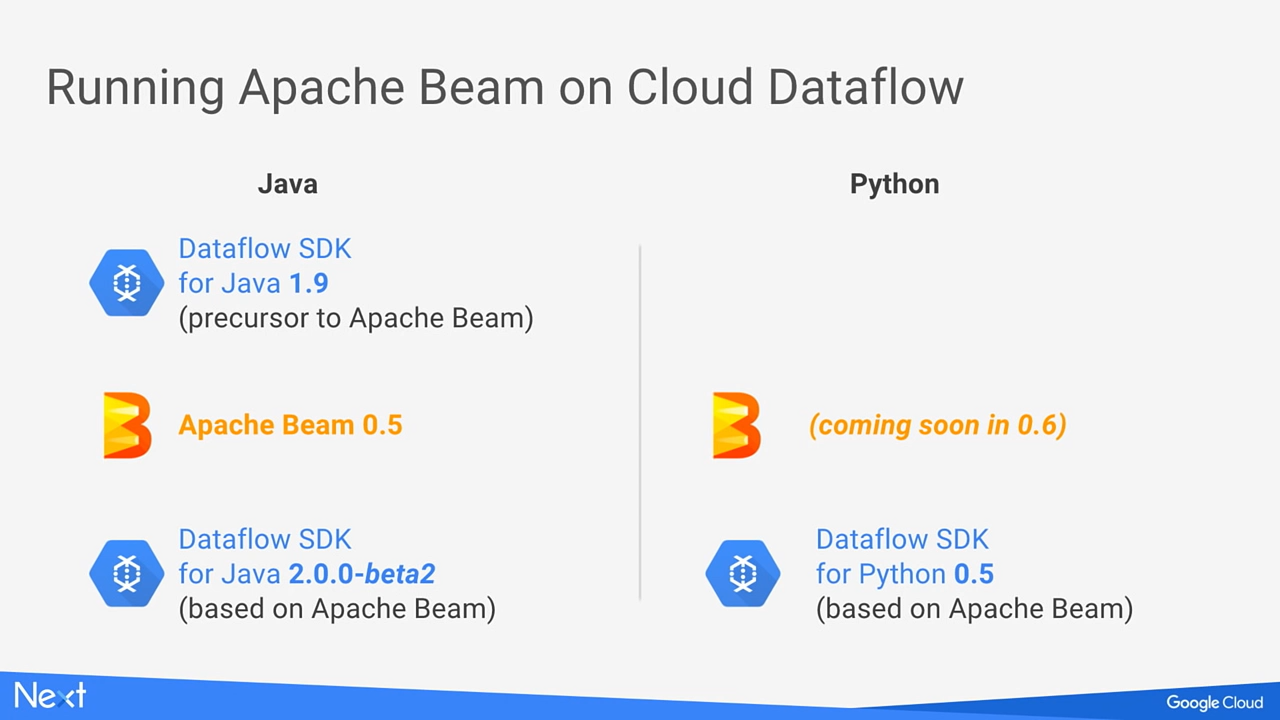 Running Apache Beam on Cloud Dataflow
Java
Dataflow SDK
for Java 1.9
(precursor to Apache Beam)
Apache Beam 0.5
Dataflow SDK
for Java 2.0.0-beta2
(based on Apache Beam)
Python
(coming soon in 0.6)
Dataflow SDK
for Python 0.5
(based on Apache Beam)
Next
Google Cloud